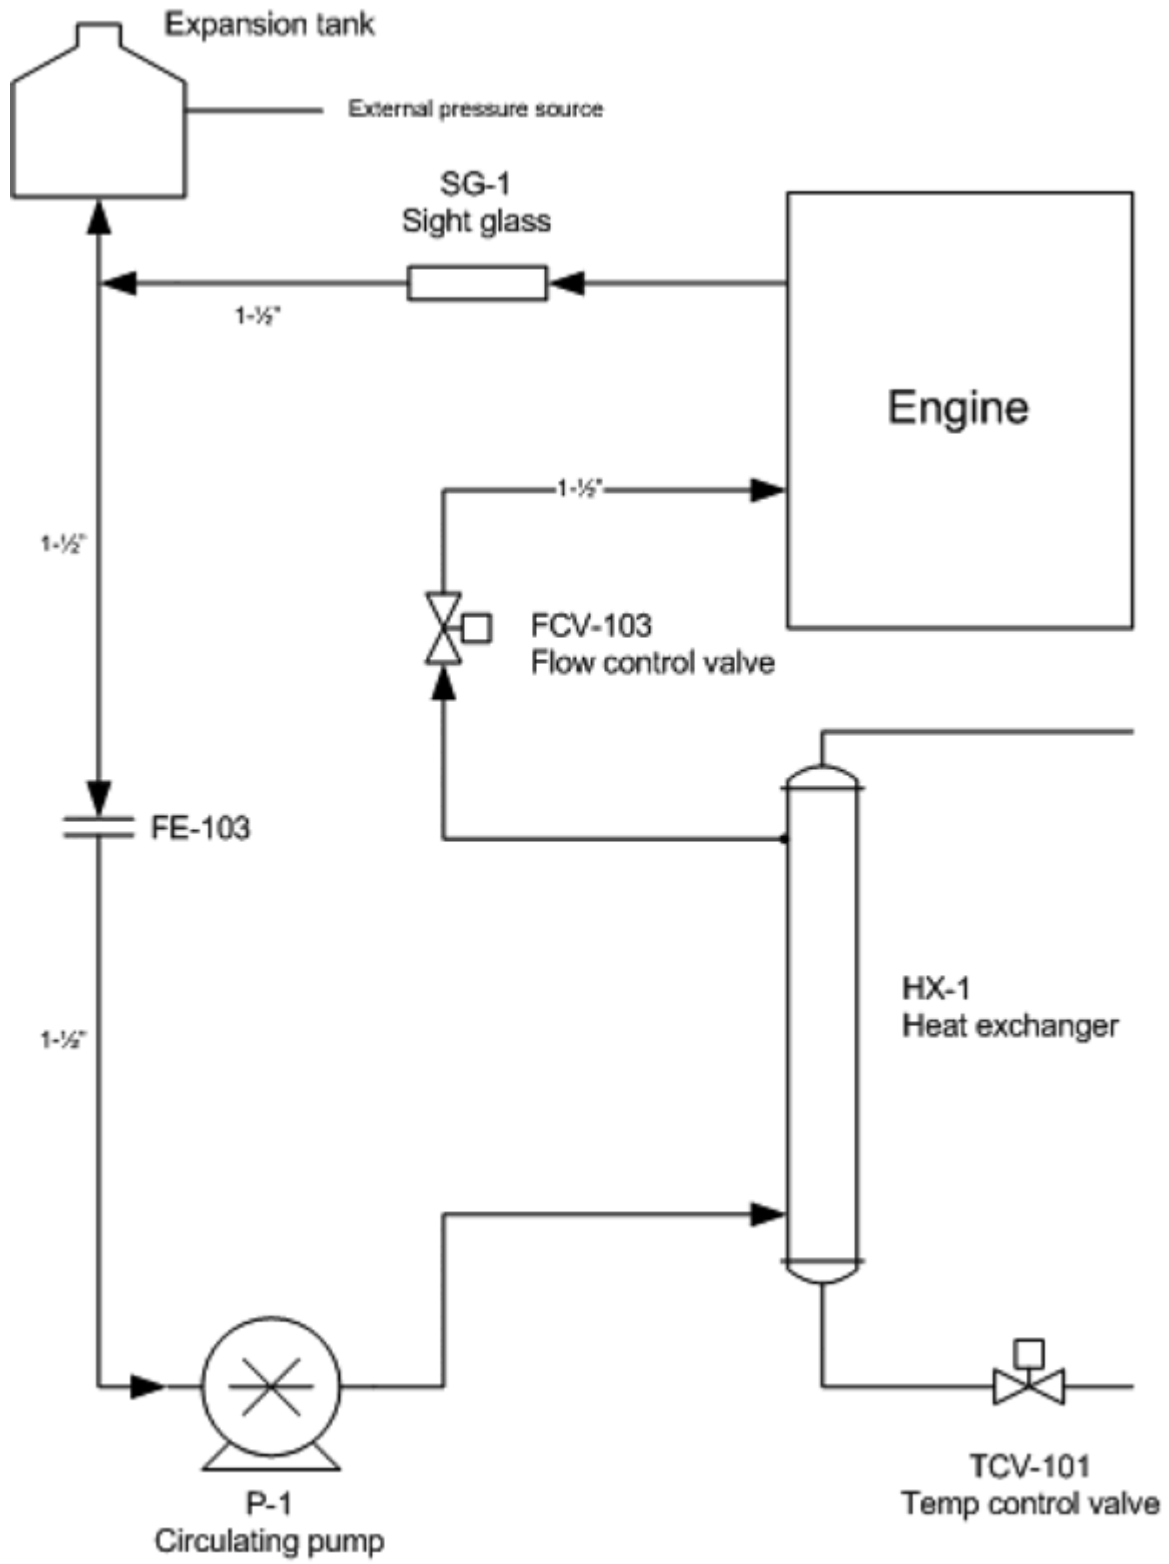 Expansion tank
External pressure source
SG-1
Sight glass
1-½"
Engine
1-½"
1-½"
FCV-103
Flow control valve
FE-103
HX-1
Heat exchanger
1-½"
TCV-101
Temp control valve
P-1
Circulating pump